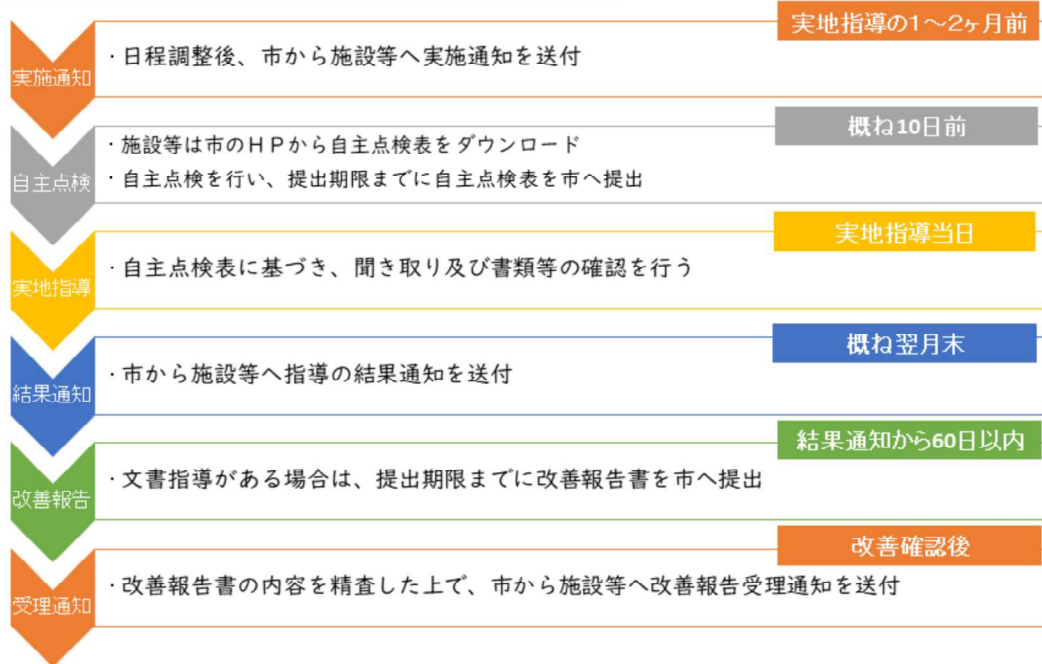 実地指導の1～2ヶ月前
実施通知
・日程調整後、市から施設等へ実施通知を送付
概ね10日前
自主点検
・施設等は市のＨＰから自主点検表をダウンロード
・自主点検を行い、提出期限までに自主点検表を市へ提出
実地指導当日
実地指導
・自主点検表に基づき、聞き取り及び書類等の確認を行う
概ね翌月末
結果通知
・市から施設等へ指導の結果通知を送付
結果通知から60日以内
改善報告
・文書指導がある場合は、提出期限までに改善報告書を市へ提出
改善確認後
受理通知
・改善報告書の内容を精査した上で、市から施設等へ改善報告受理通知を送付